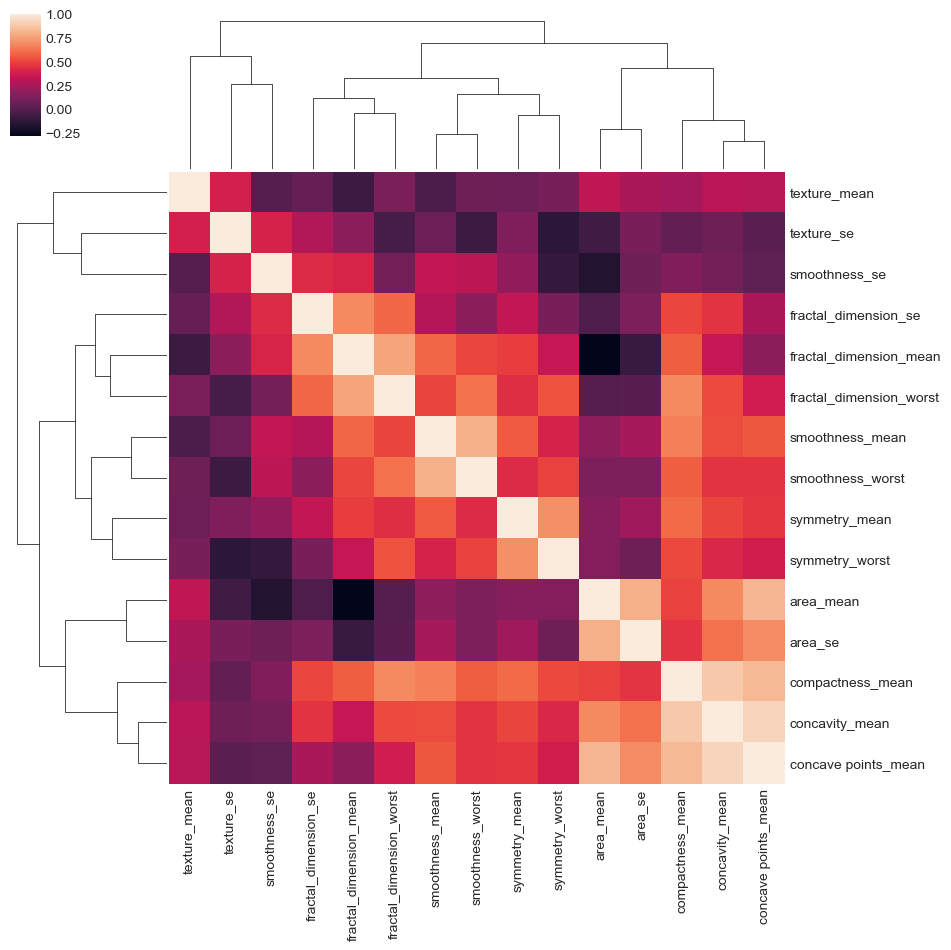 1.00
0.75
0.50
0.25
0.00
−0.25
texture_mean
texture_se
smoothness_se
fractal_dimension_se
fractal_dimension_mean
fractal_dimension_worst
smoothness_mean
smoothness_worst
symmetry_mean
symmetry_worst
area_mean
area_se
compactness_mean
concavity_mean
concave points_mean
texture_mean
texture_se
smoothness_se
fractal_dimension_se
fractal_dimension_mean
fractal_dimension_worst
smoothness_mean
smoothness_worst
symmetry_mean
symmetry_worst
area_mean
area_se
compactness_mean
concavity_mean
concave points_mean